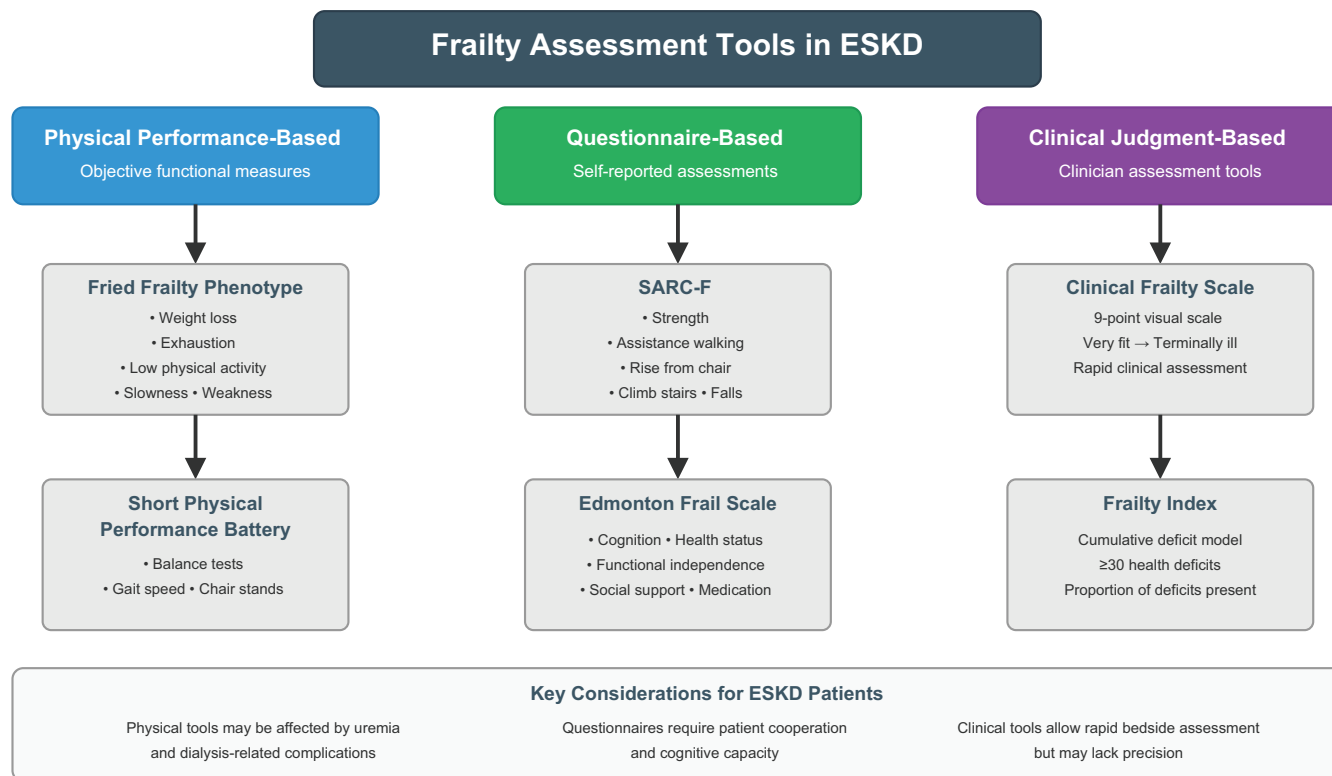 Frailty Assessment Tools in ESKD
Physical Performance-Based
Objective functional measures
Fried Frailty Phenotype
• Weight loss
• Exhaustion
• Low physical activity
• Slowness • Weakness
Short Physical
Performance Battery
• Balance tests
• Gait speed • Chair stands
Questionnaire-Based
Self-reported assessments
SARC-F
• Strength
• Assistance walking
• Rise from chair
• Climb stairs • Falls
Edmonton Frail Scale
• Cognition • Health status
• Functional independence
• Social support • Medication
Clinical Judgment-Based
Clinician assessment tools
Clinical Frailty Scale
9-point visual scale
Very fit → Terminally ill
Rapid clinical assessment
Frailty Index
Cumulative deficit model
≥30 health deficits
Proportion of deficits present
Key Considerations for ESKD Patients
Physical tools may be affected by uremia
and dialysis-related complications
Questionnaires require patient cooperation
and cognitive capacity
Clinical tools allow rapid bedside assessment
but may lack precision